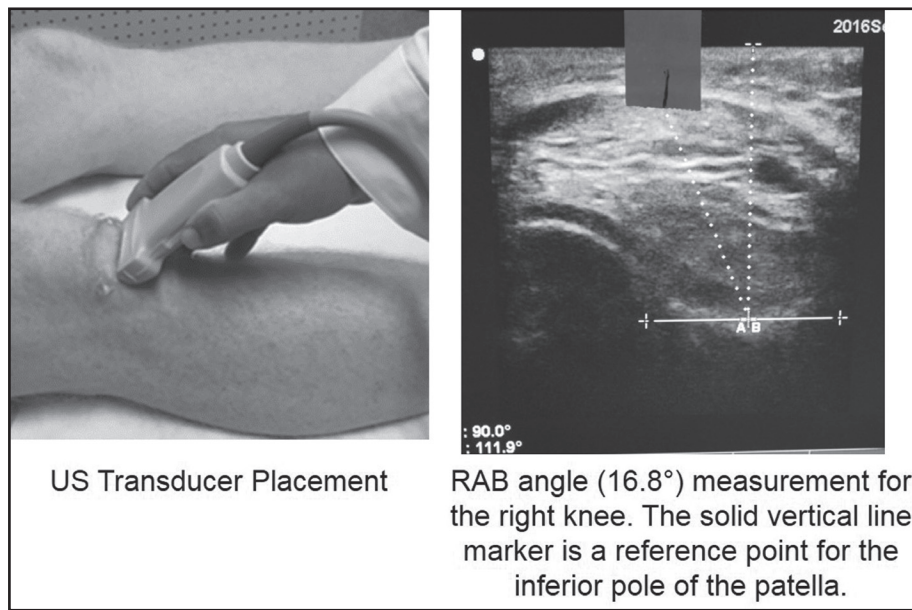 2016Se
A B
: 90.0°
: 111.9°
US Transducer Placement
RAB angle (16.8°) measurement for
the right knee. The solid vertical line
marker is a reference point for the
inferior pole of the patella.